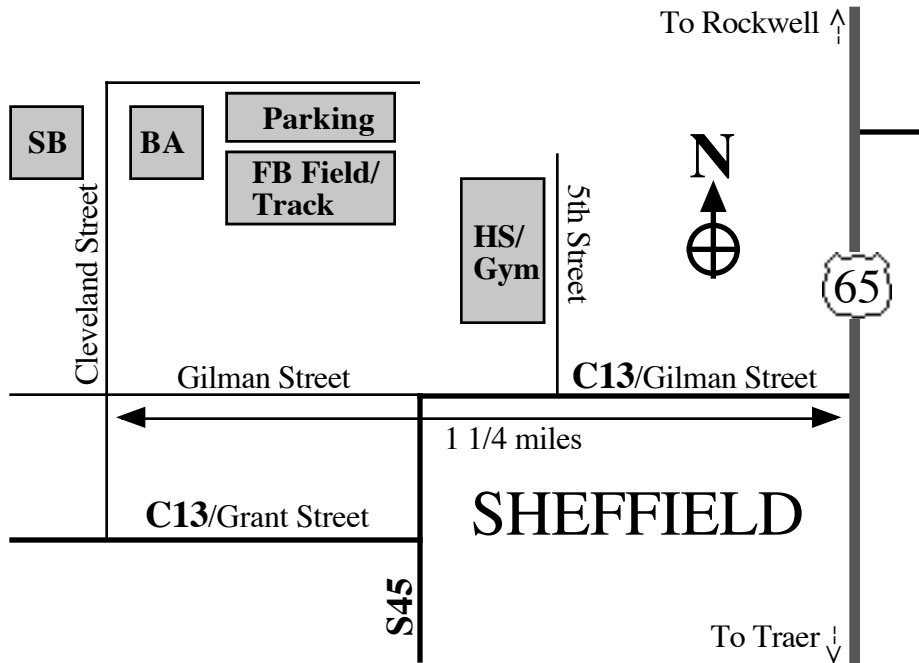 To Rockwell
Parking
SB
BA
FB Field/
Track
N
Cleveland Street
HS/
Gym
5th Street
65
Gilman Street
C13/Gilman Street
1 1/4 miles
C13/Grant Street
SHEFFIELD
S45
To Traer